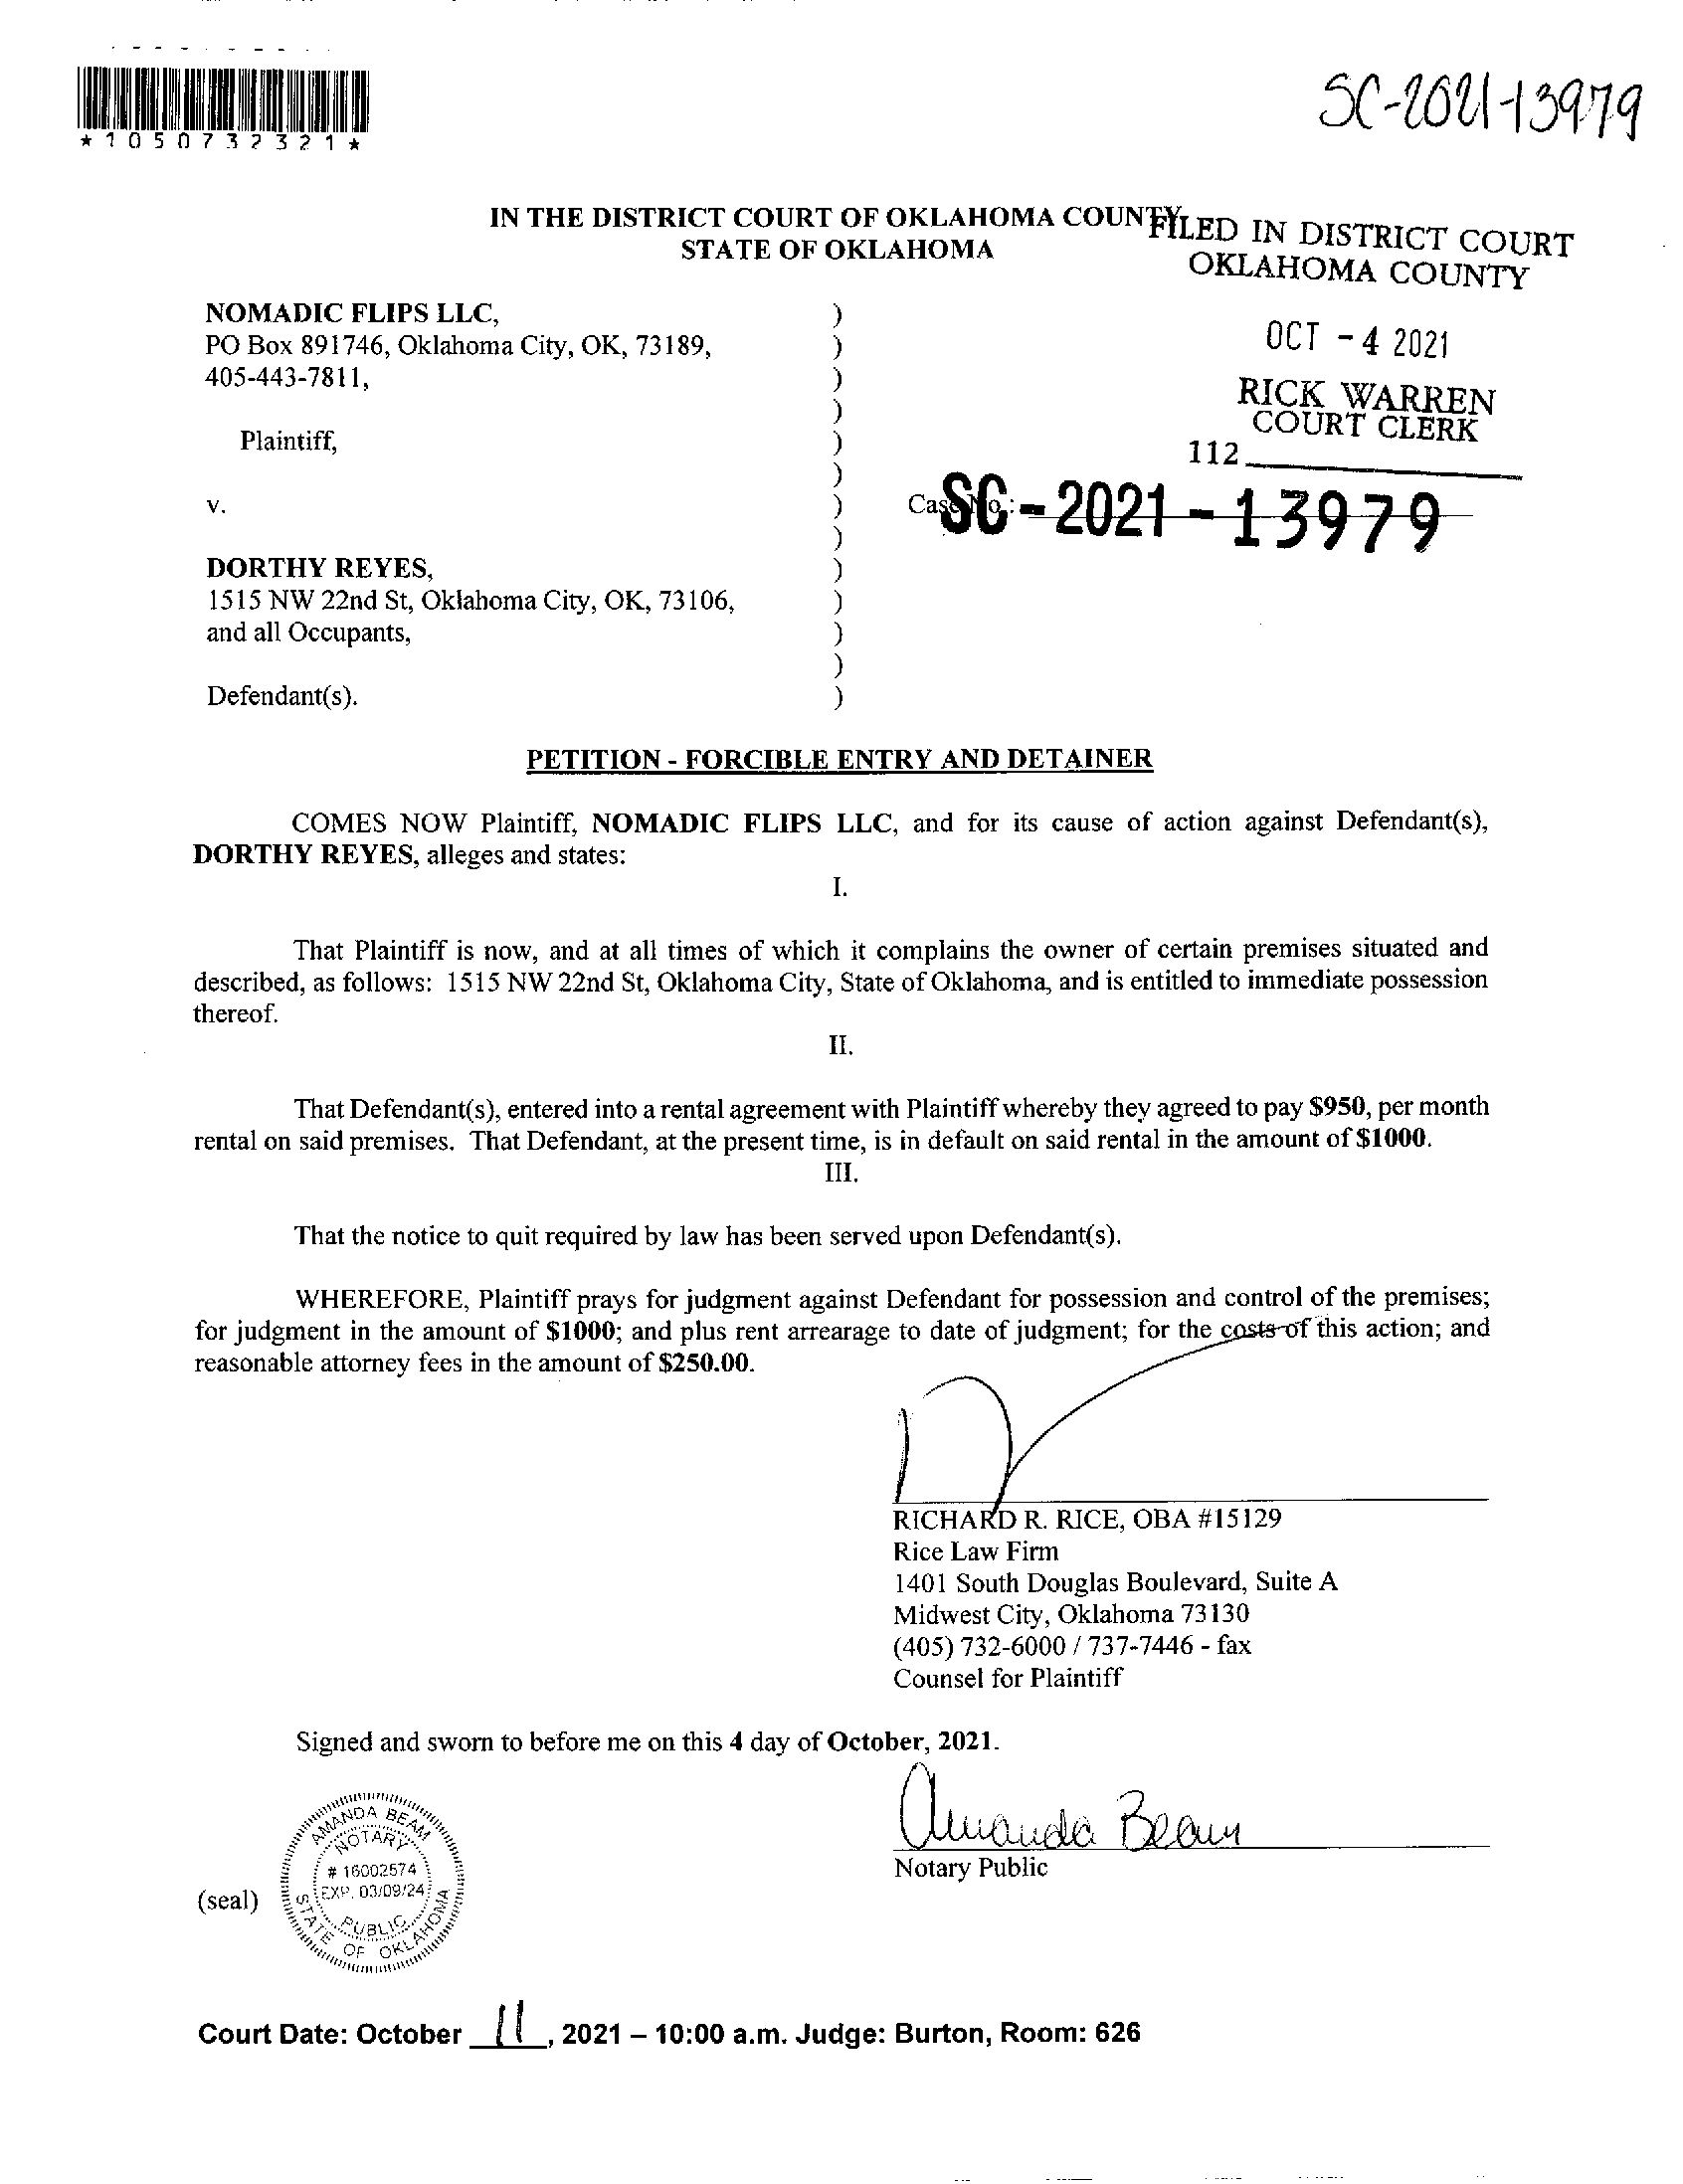 *1050732321*
SC-2021-13979
IN THE DISTRICT COURT OF OKLAHOMA COUNTY
STATE OF OKLAHOMA
FILED IN DISTRICT COURT
OKLAHOMA COUNTY
OCT - 4 2021
RICK WARREN
COURT CLERK
112
NOMADIC FLIPS LLC, )
PO Box 891746, Oklahoma City, OK, 73189, )
405-443-7811, )
)
Plaintiff, )
)
v. ) Case No.: SC - 2021 - 13979
)
DORTHY REYES, )
1515 NW 22nd St, Oklahoma City, OK, 73106, )
and all Occupants, )
)
Defendant(s). )
PETITION - FORCIBLE ENTRY AND DETAINER
COMES NOW Plaintiff, NOMADIC FLIPS LLC, and for its cause of action against Defendant(s),
DORTHY REYES, alleges and states:
I.
That Plaintiff is now, and at all times of which it complains the owner of certain premises situated and
described, as follows: 1515 NW 22nd St, Oklahoma City, State of Oklahoma, and is entitled to immediate possession
thereof.
II.
That Defendant(s), entered into a rental agreement with Plaintiff whereby they agreed to pay $950, per month
rental on said premises. That Defendant, at the present time, is in default on said rental in the amount of $1000.
III.
That the notice to quit required by law has been served upon Defendant(s).
WHEREFORE, Plaintiff prays for judgment against Defendant for possession and control of the premises;
for judgment in the amount of $1000; and plus rent arrearage to date of judgment; for the costs of this action; and
reasonable attorney fees in the amount of $250.00.
RICHARD R. RICE, OBA #15129
Rice Law Firm
1401 South Douglas Boulevard, Suite A
Midwest City, Oklahoma 73130
(405) 732-6000 / 737-7446 - fax
Counsel for Plaintiff
Signed and sworn to before me on this 4 day of October, 2021.
Amanda Beam
Notary Public
(seal)
AMANDA BEAM
NOTARY
# 16002574
EXP. 03/09/24
PUBLIC
STATE OF OKLAHOMA
Court Date: October 11, 2021 – 10:00 a.m. Judge: Burton, Room: 626